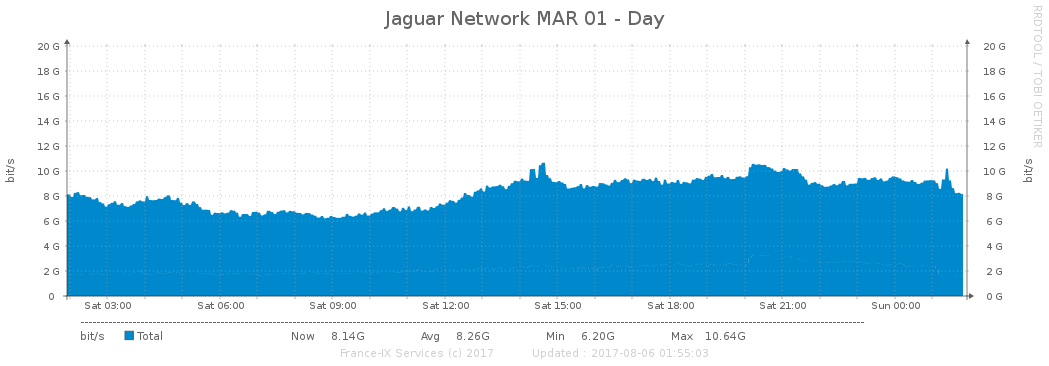 Jaguar Network MAR 01 - Day
RRDTOOL / TOBI OETIKER
bit/s
20 G
18 G
16 G
14 G
12 G
10 G
8 G
6 G
4 G
2 G
0
20 G
18 G
16 G
14 G
12 G
10 G
8 G
6 G
4 G
2 G
0 G
bit/s
Sat 03:00 Sat 06:00 Sat 09:00 Sat 12:00 Sat 15:00 Sat 18:00 Sat 21:00 Sun 00:00
bit/s Total Now 8.14G Avg 8.26G Min 6.20G Max 10.64G
France-IX Services (c) 2017 Updated : 2017-08-06 01:55:03